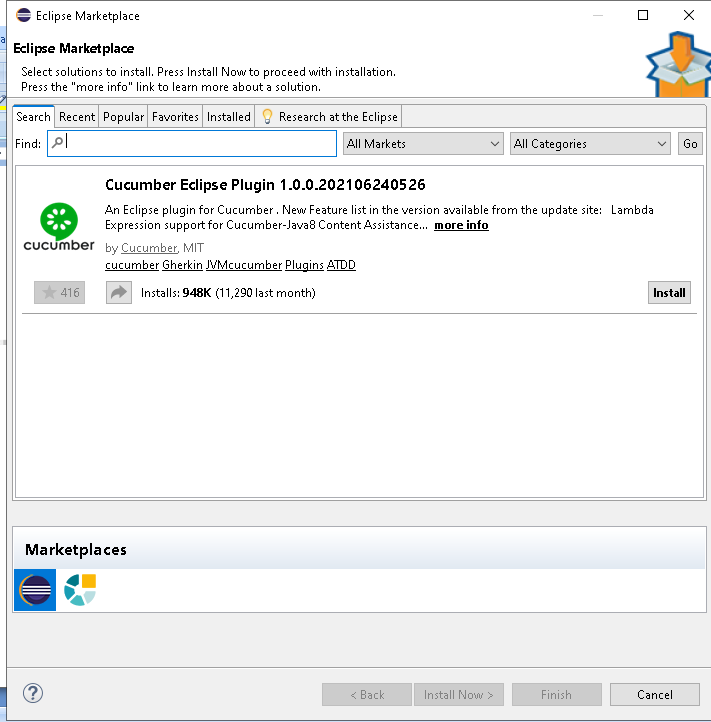 Eclipse Marketplace
Eclipse Marketplace
Select solutions to install. Press Install Now to proceed with installation.
Press the "more info" link to learn more about a solution.
Search Recent Popular Favorites Installed Research at the Eclipse
Find: All Markets All Categories Go
Cucumber Eclipse Plugin 1.0.0.202106240526
An Eclipse plugin for Cucumber . New Feature list in the version available from the update site: Lambda
Expression support for Cucumber-Java8 Content Assistance... more info
cucumber
by Cucumber, MIT
cucumber Gherkin JVMcucumber Plugins ATDD
416 Installs: 948K (11,290 last month) Install
Marketplaces
? < Back Install Now > Finish Cancel